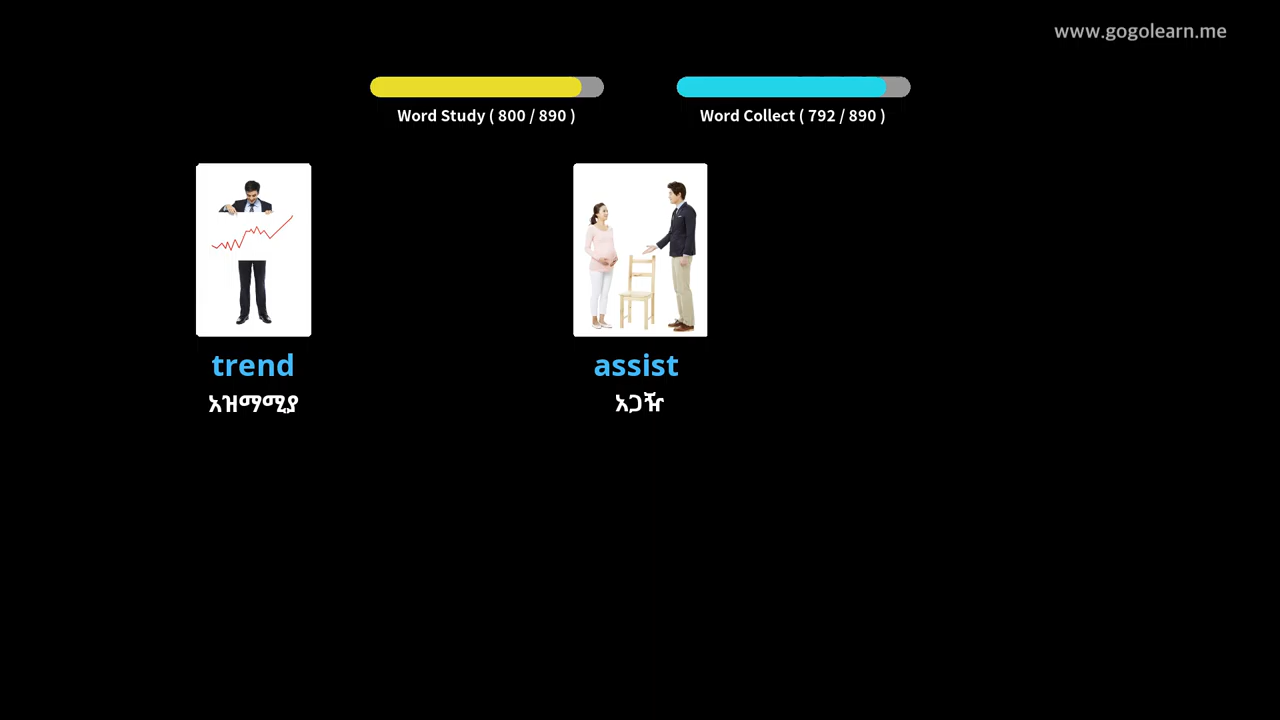 www.gogolearn.me
Word Study ( 800 / 890 )
Word Collect ( 792 / 890 )
trend
አዝማሚያ
assist
አጋዥ